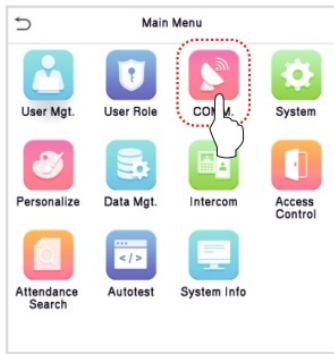 Main Menu
User Mgt.
User Role
COMM.
System
Personalize
Data Mgt.
Intercom
Access
Control
Attendance
Search
Autotest
System Info
</>